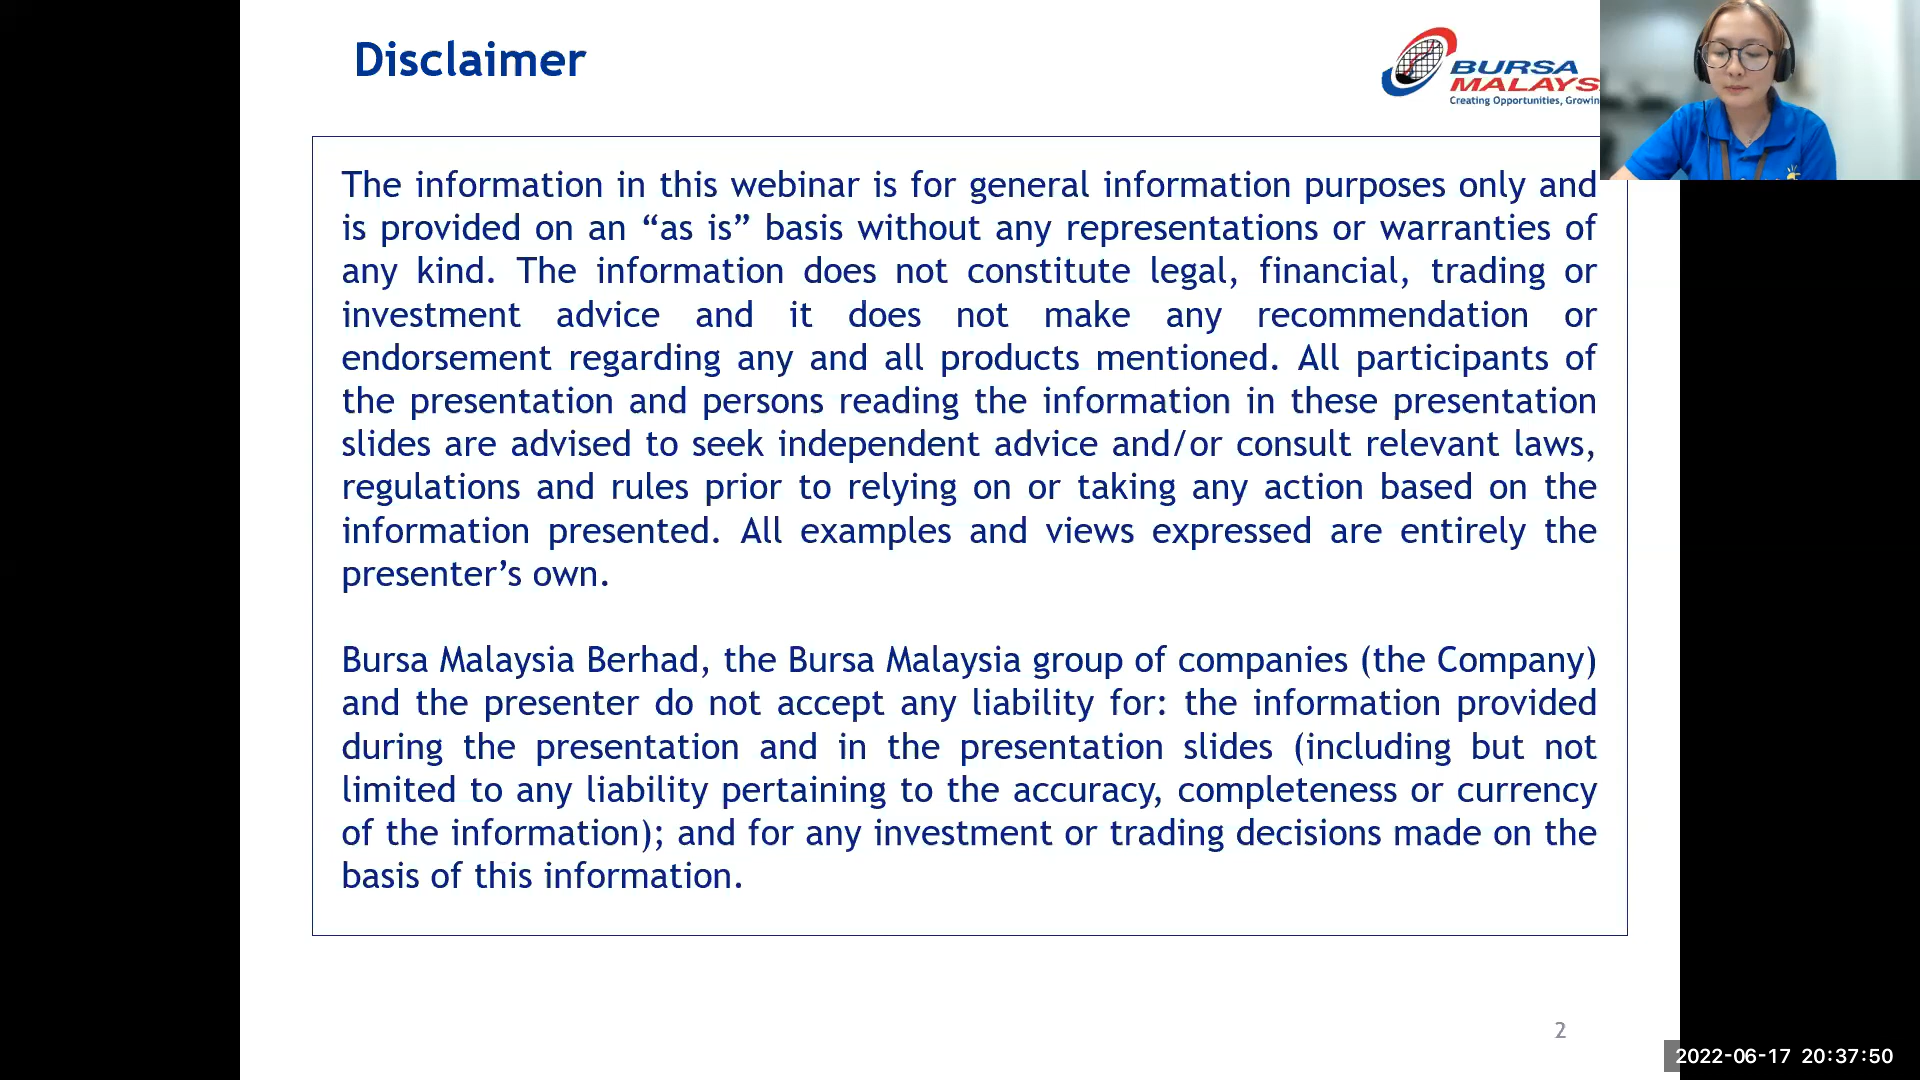 Disclaimer
BURSA
MALAYS
Creating Opportunities, Growin
The information in this webinar is for general information purposes only and
is provided on an “as is” basis without any representations or warranties of
any kind. The information does not constitute legal, financial, trading or
investment advice and it does not make any recommendation or
endorsement regarding any and all products mentioned. All participants of
the presentation and persons reading the information in these presentation
slides are advised to seek independent advice and/or consult relevant laws,
regulations and rules prior to relying on or taking any action based on the
information presented. All examples and views expressed are entirely the
presenter’s own.
Bursa Malaysia Berhad, the Bursa Malaysia group of companies (the Company)
and the presenter do not accept any liability for: the information provided
during the presentation and in the presentation slides (including but not
limited to any liability pertaining to the accuracy, completeness or currency
of the information); and for any investment or trading decisions made on the
basis of this information.
2
2022-06-17 20:37:50